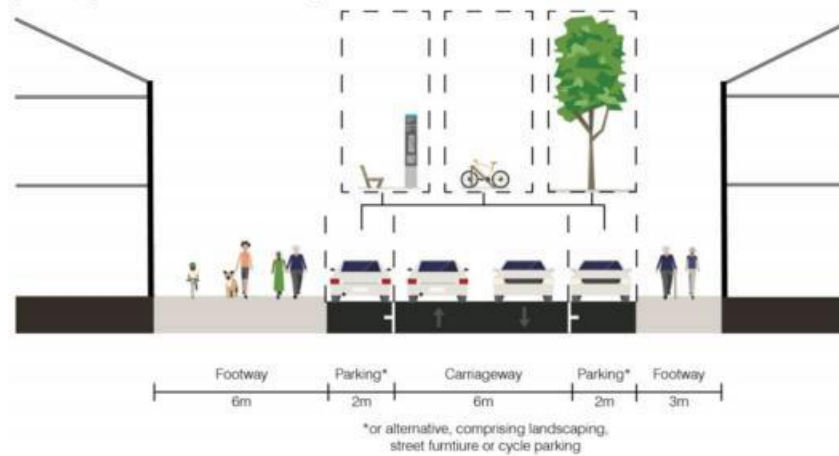 Footway
Parking*
Carriageway
Parking*
Footway
6m
2m
6m
2m
3m
*or alternative, comprising landscaping,
street furntiure or cycle parking